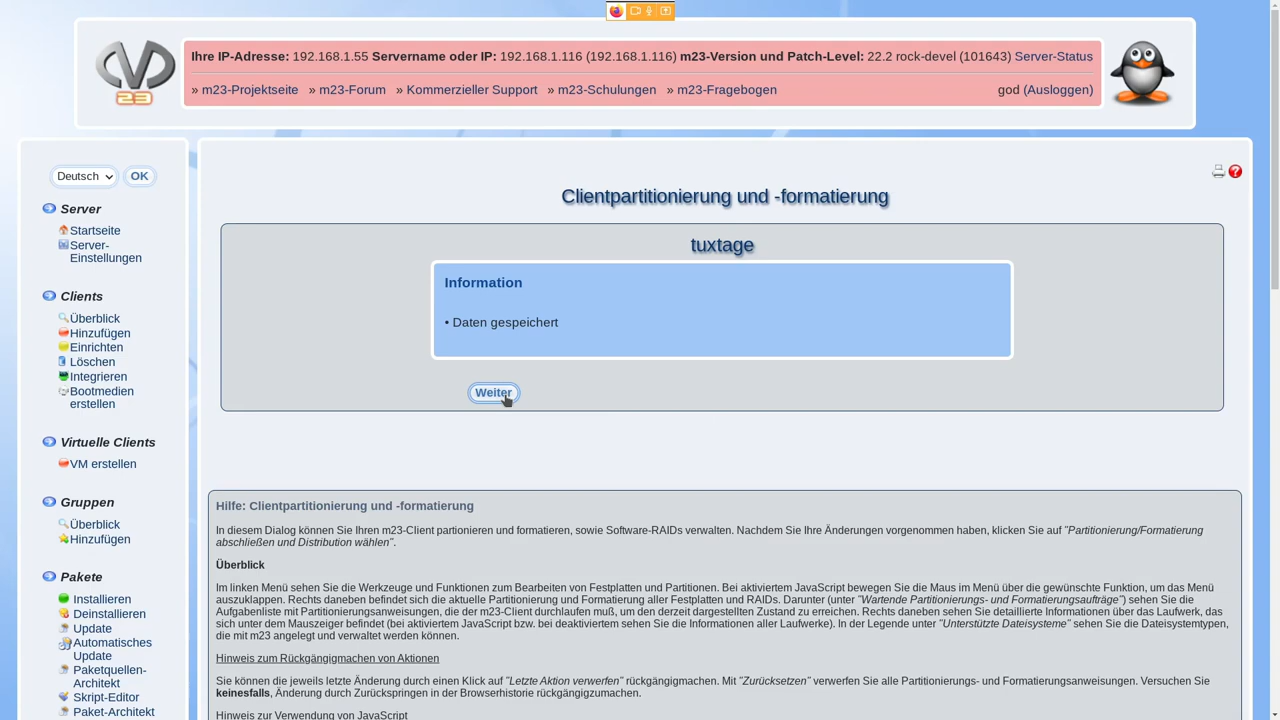 Ihre IP-Adresse: 192.168.1.55 Servername oder IP: 192.168.1.116 (192.168.1.116) m23-Version und Patch-Level: 22.2 rock-devel (101643) Server-Status
» m23-Projektseite » m23-Forum » Kommerzieller Support » m23-Schulungen » m23-Fragebogen god (Ausloggen)
23
Deutsch OK
Server
Startseite
Server-
Einstellungen
Clients
Überblick
Hinzufügen
Einrichten
Löschen
Integrieren
Bootmedien
erstellen
Virtuelle Clients
VM erstellen
Gruppen
Überblick
Hinzufügen
Pakete
Installieren
Deinstallieren
Update
Automatisches
Update
Paketquellen-
Architekt
Skript-Editor
Paket-Architekt
Clientpartitionierung und -formatierung
tuxtage
Information
• Daten gespeichert
Weiter
Hilfe: Clientpartitionierung und -formatierung
In diesem Dialog können Sie Ihren m23-Client partionieren und formatieren, sowie Software-RAIDs verwalten. Nachdem Sie Ihre Änderungen vorgenommen haben, klicken Sie auf "Partitionierung/Formatierung
abschließen und Distribution wählen".
Überblick
Im linken Menü sehen Sie die Werkzeuge und Funktionen zum Bearbeiten von Festplatten und Partitionen. Bei aktiviertem JavaScript bewegen Sie die Maus im Menü über die gewünschte Funktion, um das Menü
auszuklappen. Rechts daneben befindet sich die aktuelle Partitionierung und Formatierung aller Festplatten und RAIDs. Darunter (unter "Wartende Partitionierungs- und Formatierungsaufträge") sehen Sie die
Aufgabenliste mit Partitionierungsanweisungen, die der m23-Client durchlaufen muß, um den derzeit dargestellten Zustand zu erreichen. Rechts daneben sehen Sie detaillierte Informationen über das Laufwerk, das
sich unter dem Mauszeiger befindet (bei aktiviertem JavaScript bzw. bei deaktiviertem sehen Sie die Informationen aller Laufwerke). In der Legende unter "Unterstützte Dateisysteme" sehen Sie die Dateisystemtypen,
die mit m23 angelegt und verwaltet werden können.
Hinweis zum Rückgängigmachen von Aktionen
Sie können die jeweils letzte Änderung durch einen Klick auf "Letzte Aktion verwerfen" rückgängigmachen. Mit "Zurücksetzen" verwerfen Sie alle Partitionierungs- und Formatierungsanweisungen. Versuchen Sie
keinesfalls, Änderung durch Zurückspringen in der Browserhistorie rückgängigzumachen.
Hinweis zur Verwendung von JavaScript